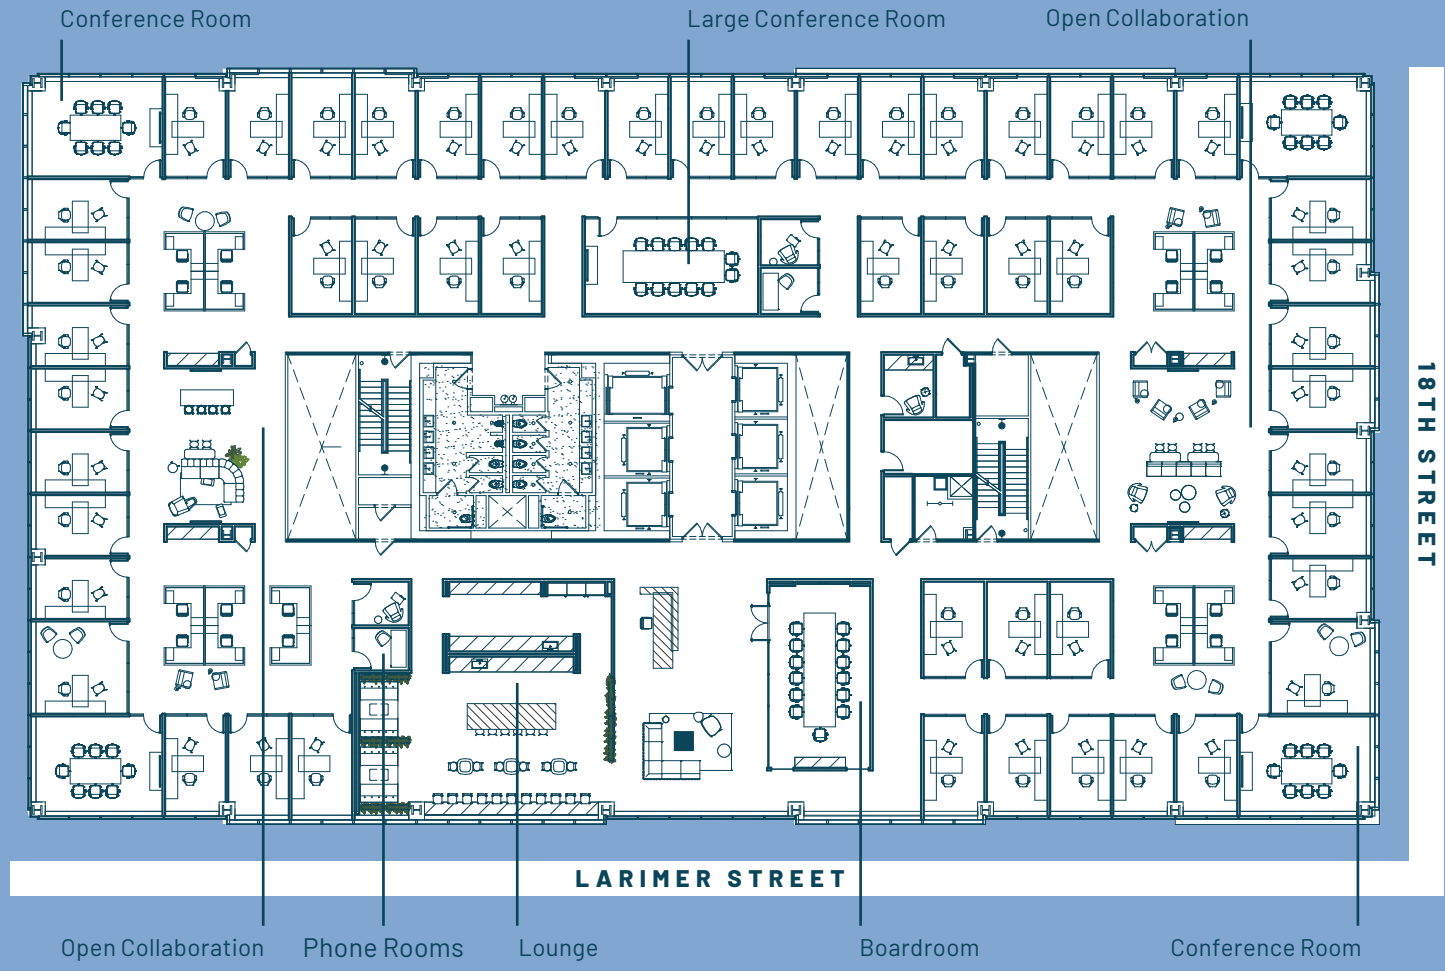 Conference Room
Large Conference Room
Open Collaboration
18TH STREET
LARIMER STREET
Open Collaboration
Phone Rooms
Lounge
Boardroom
Conference Room